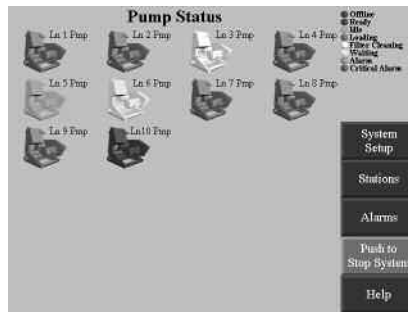 Pump Status
Ln 1 Pmp
Ln 2 Pmp
Ln 3 Pmp
Ln 4 Pmp
Ln 5 Pmp
Ln 6 Pmp
Ln 7 Pmp
Ln 8 Pmp
Ln 9 Pmp
Ln10 Pmp
Offline
Ready
Idle
Loading
Filter Cleaning
Waiting
Alarm
Critical Alarm
System
Setup
Stations
Alarms
Push to
Stop System
Help